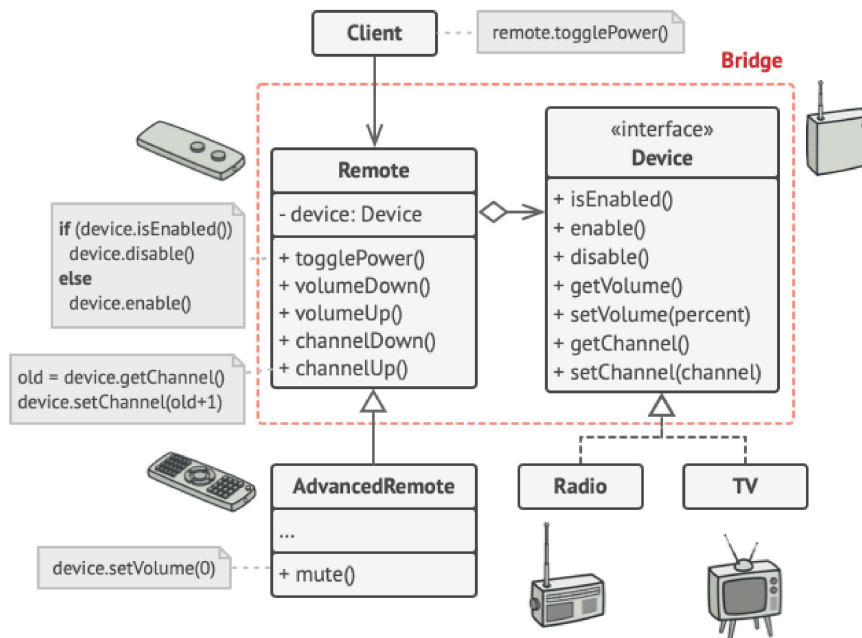 Client
remote.togglePower()
Bridge
Remote
- device: Device
+ togglePower()
+ volumeDown()
+ volumeUp()
+ channelDown()
+ channelUp()
«interface»
Device
+ isEnabled()
+ enable()
+ disable()
+ getVolume()
+ setVolume(percent)
+ getChannel()
+ setChannel(channel)
if (device.isEnabled())
device.disable()
else
device.enable()
old = device.getChannel()
device.setChannel(old+1)
AdvancedRemote
...
+ mute()
device.setVolume(0)
Radio
TV